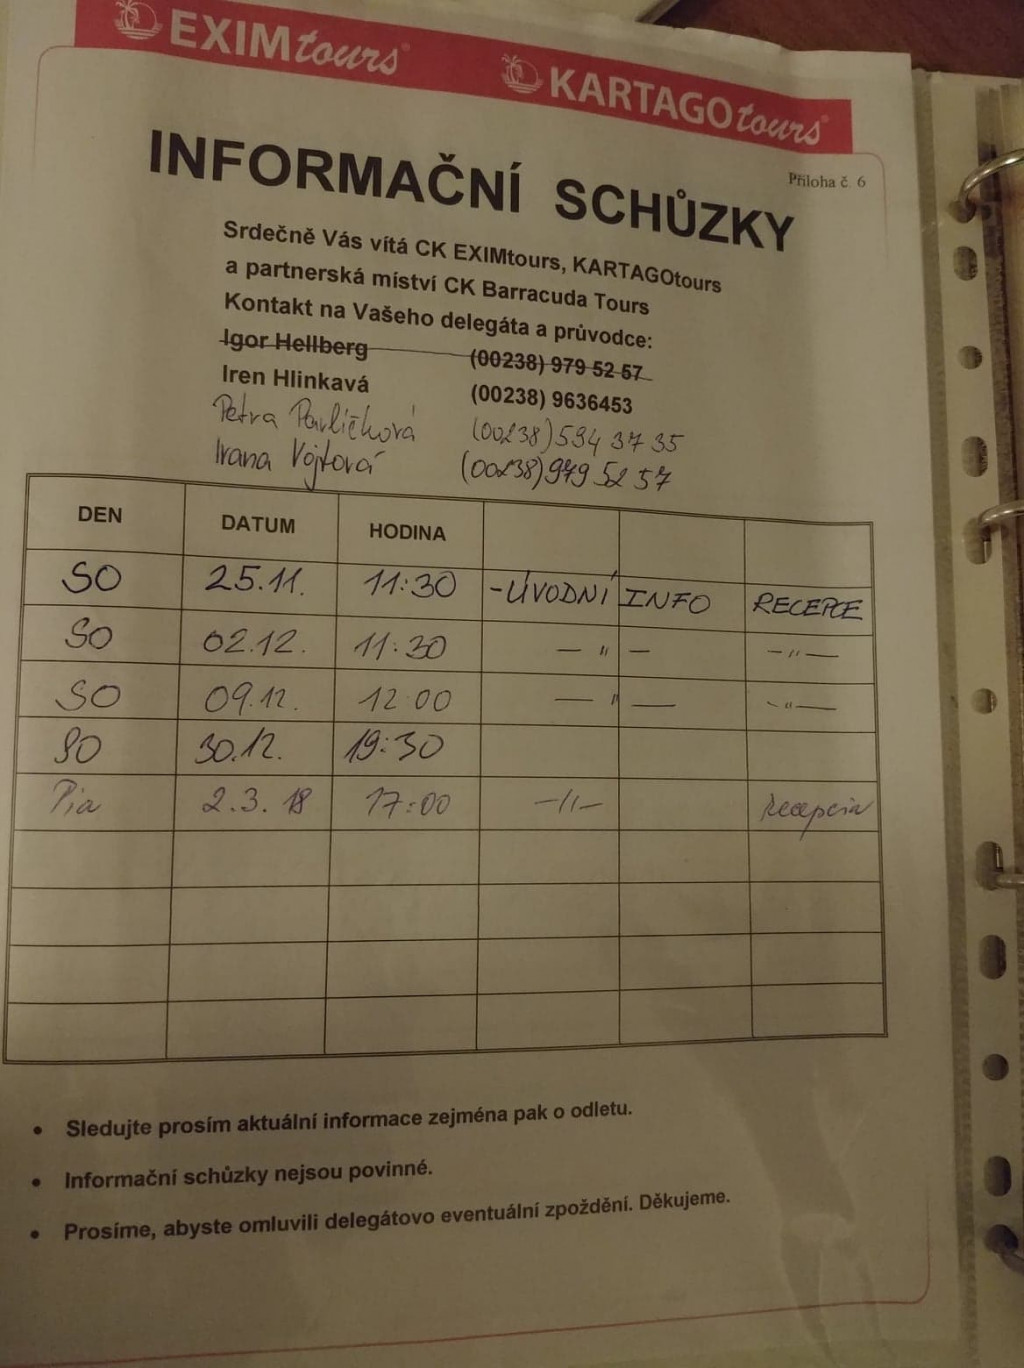 EXIMtours® KARTAGOtours®
Příloha č. 6
INFORMAČNÍ SCHŮZKY
Srdečně Vás vítá CK EXIMtours, KARTAGOtours
a partnerská míství CK Barracuda Tours
Kontakt na Vašeho delegáta a průvodce:
Igor Hellberg (00238) 979 52 57
Iren Hlinkavá (00238) 9636453
Petra Pavlíčková (00238) 594 37 35
Ivana Vojtová (00238) 979 52 57
DEN DATUM HODINA
SO 25.11. 11:30 -ÚVODNÍ INFO RECEPCE
SO 02.12. 11:30 — " — -"—
SO 09.12. 12:00 — " — -"—
SO 30.12. 19:30
Pia 2.3.18 17:00 -//- Recepcia
• Sledujte prosím aktuální informace zejména pak o odletu.
• Informační schůzky nejsou povinné.
• Prosíme, abyste omluvili delegátovo eventuální zpoždění. Děkujeme.